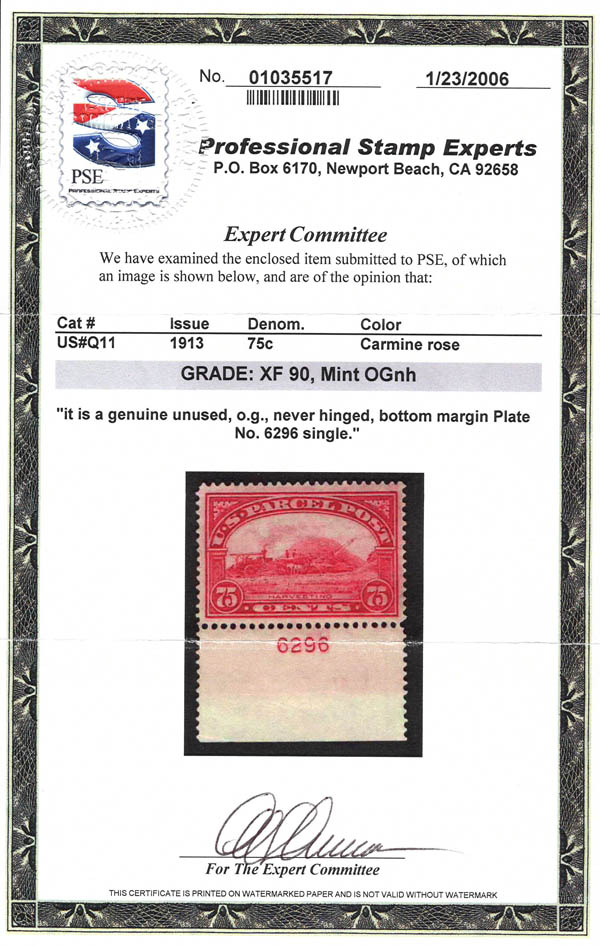 No. 01035517 1/23/2006
PSE
PROFESSIONAL STAMP EXPERTS
Professional Stamp Experts
P.O. Box 6170, Newport Beach, CA 92658
Expert Committee
We have examined the enclosed item submitted to PSE, of which
an image is shown below, and are of the opinion that:
Cat # Issue Denom. Color
US#Q11 1913 75c Carmine rose
GRADE: XF 90, Mint OGnh
"it is a genuine unused, o.g., never hinged, bottom margin Plate
No. 6296 single."
U.S. PARCEL POST
75 HARVESTING 75
CENTS
6296
For The Expert Committee
THIS CERTIFICATE IS PRINTED ON WATERMARKED PAPER AND IS NOT VALID WITHOUT WATERMARK